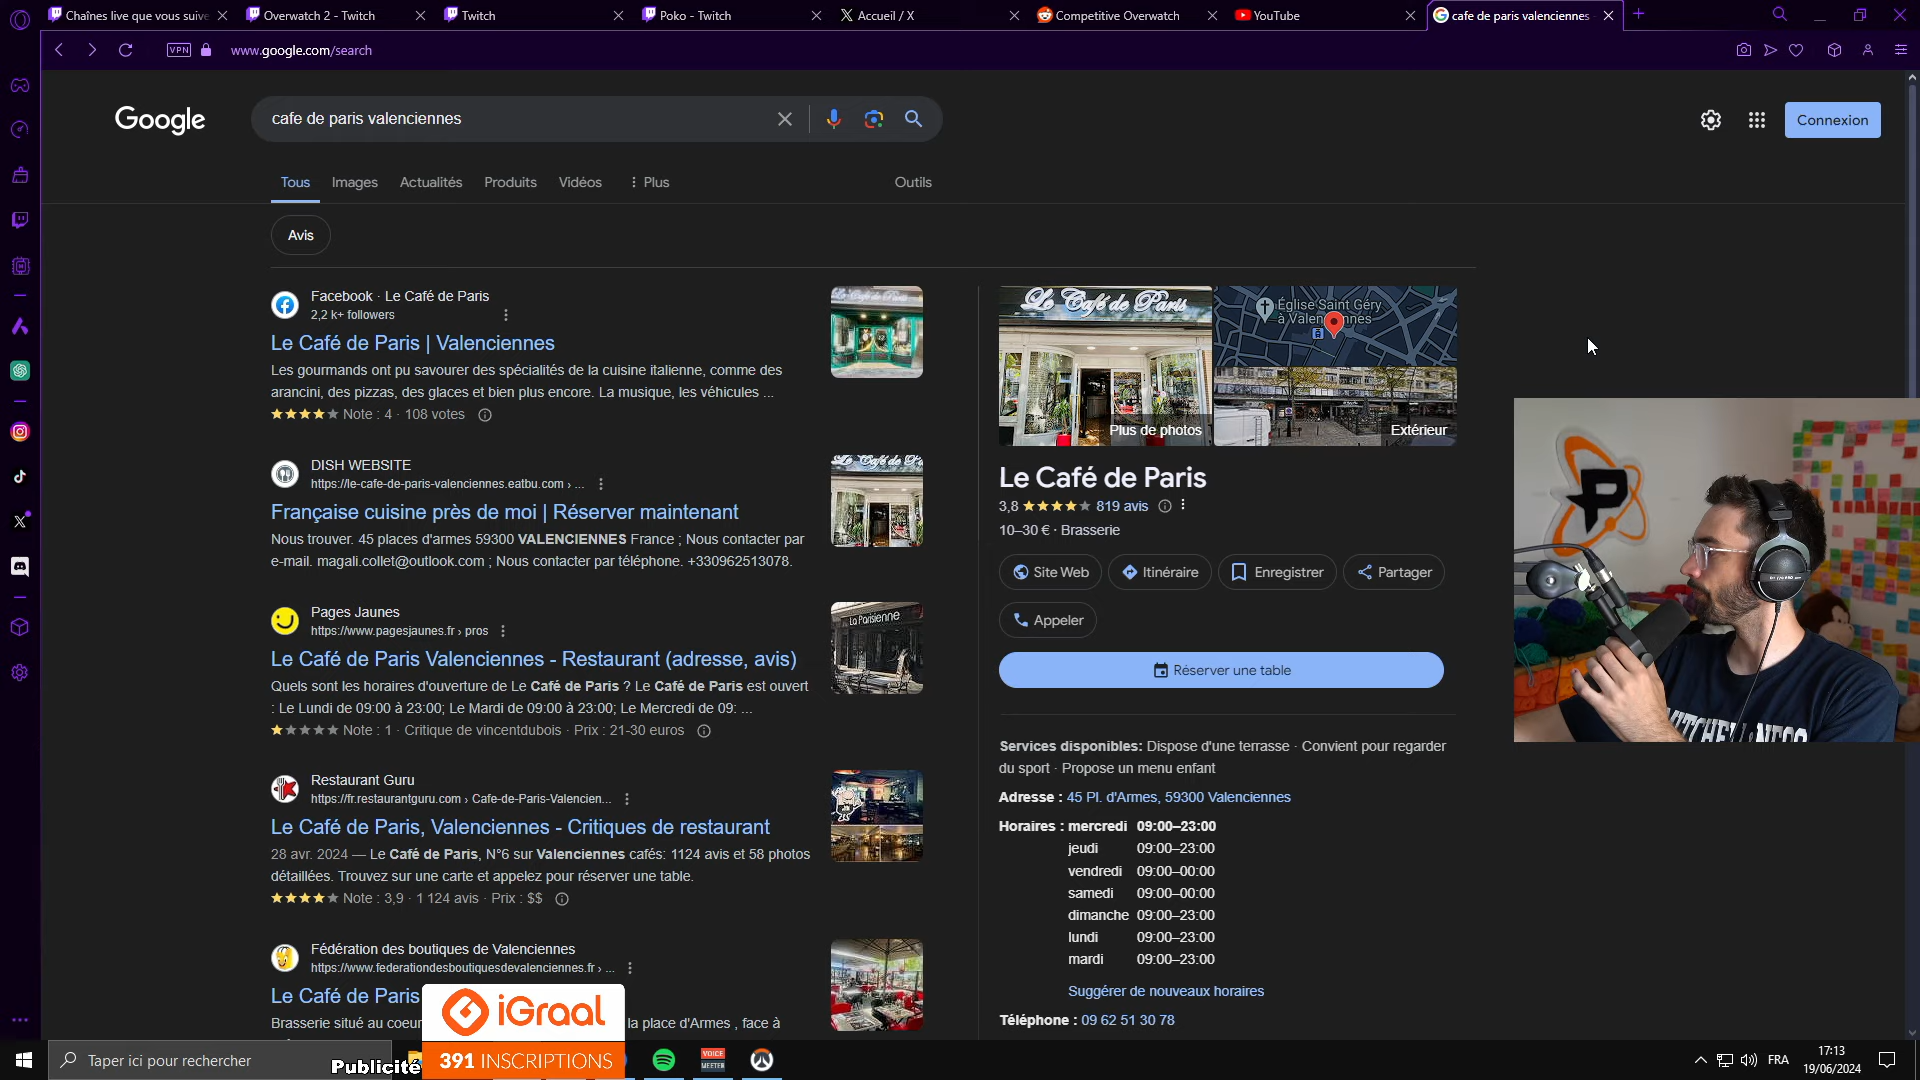 Chaînes live que vous suive
Overwatch 2 - Twitch
Twitch
Poko - Twitch
Accueil / X
Competitive Overwatch
YouTube
cafe de paris valenciennes
VPN
www.google.com/search
Google
cafe de paris valenciennes
Connexion
Tous
Images
Actualités
Produits
Vidéos
Plus
Outils
Avis
Facebook · Le Café de Paris
2,2 k+ followers
Le Café de Paris | Valenciennes
Les gourmands ont pu savourer des spécialités de la cuisine italienne, comme des
arancini, des pizzas, des glaces et bien plus encore. La musique, les véhicules ...
Note : 4 · 108 votes
DISH WEBSITE
https://le-cafe-de-paris-valenciennes.eatbu.com › ...
Française cuisine près de moi | Réserver maintenant
Nous trouver. 45 places d'armes 59300 VALENCIENNES France ; Nous contacter par
e-mail. magali.collet@outlook.com ; Nous contacter par téléphone. +330962513078.
Le Café de Paris
Pages Jaunes
https://www.pagesjaunes.fr › pros
Le Café de Paris Valenciennes - Restaurant (adresse, avis)
Quels sont les horaires d'ouverture de Le Café de Paris ? Le Café de Paris est ouvert
: Le Lundi de 09:00 à 23:00; Le Mardi de 09:00 à 23:00; Le Mercredi de 09: ...
Note : 1 · Critique de vincentdubois · Prix : 21-30 euros
La Parisienne
Restaurant Guru
https://fr.restaurantguru.com › Cafe-de-Paris-Valencien...
Le Café de Paris, Valenciennes - Critiques de restaurant
28 avr. 2024 — Le Café de Paris, N°6 sur Valenciennes cafés: 1124 avis et 58 photos
détaillées. Trouvez sur une carte et appelez pour réserver une table.
Note : 3,9 · 1 124 avis · Prix : $$
Fédération des boutiques de Valenciennes
https://www.federationdesboutiquesdevalenciennes.fr › ...
Le Café de Paris
Brasserie situé au coeur
la place d'Armes , face à
Le Café de Paris
Plus de photos
Église Saint Géry
à Valenciennes
Extérieur
Le Café de Paris
3,8
819 avis
10–30 € · Brasserie
Site Web
Itinéraire
Enregistrer
Partager
Appeler
Réserver une table
Services disponibles: Dispose d'une terrasse · Convient pour regarder
du sport · Propose un menu enfant
Adresse : 45 Pl. d'Armes, 59300 Valenciennes
Horaires : mercredi 09:00–23:00
jeudi 09:00–23:00
vendredi 09:00–00:00
samedi 09:00–00:00
dimanche 09:00–23:00
lundi 09:00–23:00
mardi 09:00–23:00
Suggérer de nouveaux horaires
Téléphone : 09 62 51 30 78
iGraal
391 INSCRIPTIONS
Publicité
Taper ici pour rechercher
VOICE
MEETER
FRA
17:13
19/06/2024